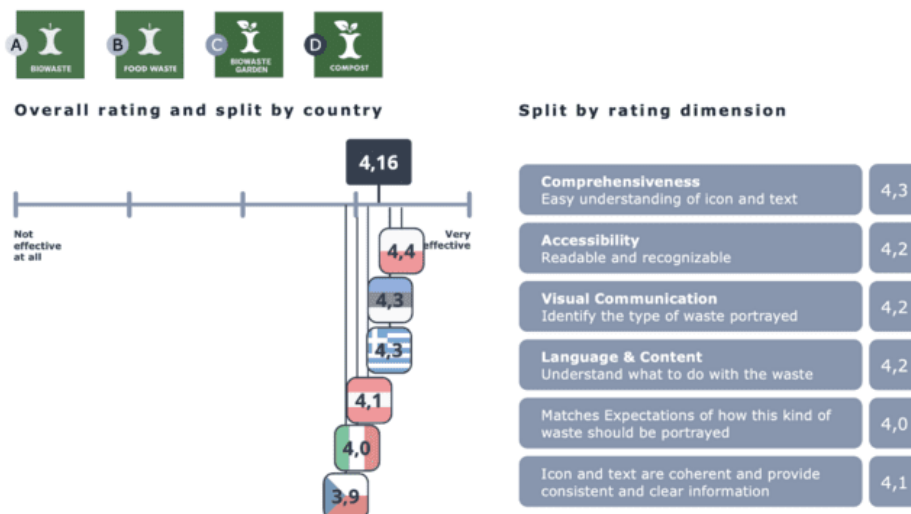 A
BIOWASTE
B
FOOD WASTE
C
BIOWASTE
GARDEN
D
COMPOST
Overall rating and split by country
4,16
Not
effective
at all
Very
effective
4,4
4,3
4,3
4,1
4,0
3,9
Split by rating dimension
Comprehensiveness
Easy understanding of icon and text
4,3
Accessibility
Readable and recognizable
4,2
Visual Communication
Identify the type of waste portrayed
4,2
Language & Content
Understand what to do with the waste
4,2
Matches Expectations of how this kind of
waste should be portrayed
4,0
Icon and text are coherent and provide
consistent and clear information
4,1